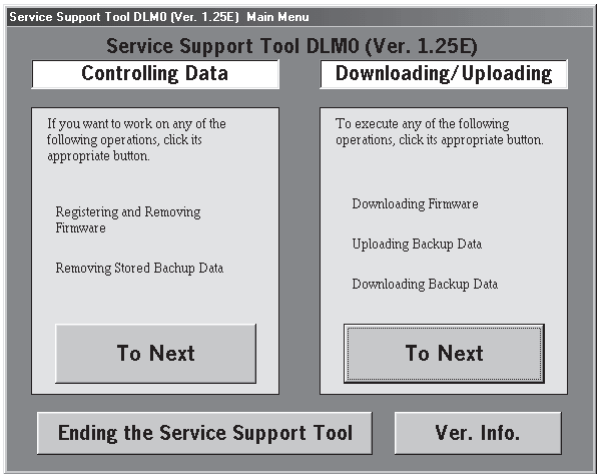 Service Support Tool DLM0 (Ver. 1.25E) Main Menu
Service Support Tool DLM0 (Ver. 1.25E)
Controlling Data
If you want to work on any of the
following operations, click its
appropriate button.
Registering and Removing
Firmware
Removing Stored Bachup Data
To Next
Downloading/Uploading
To execute any of the following
operations, click its appropriate button.
Downloading Firmware
Uploading Backup Data
Downloading Backup Data
To Next
Ending the Service Support Tool
Ver. Info.